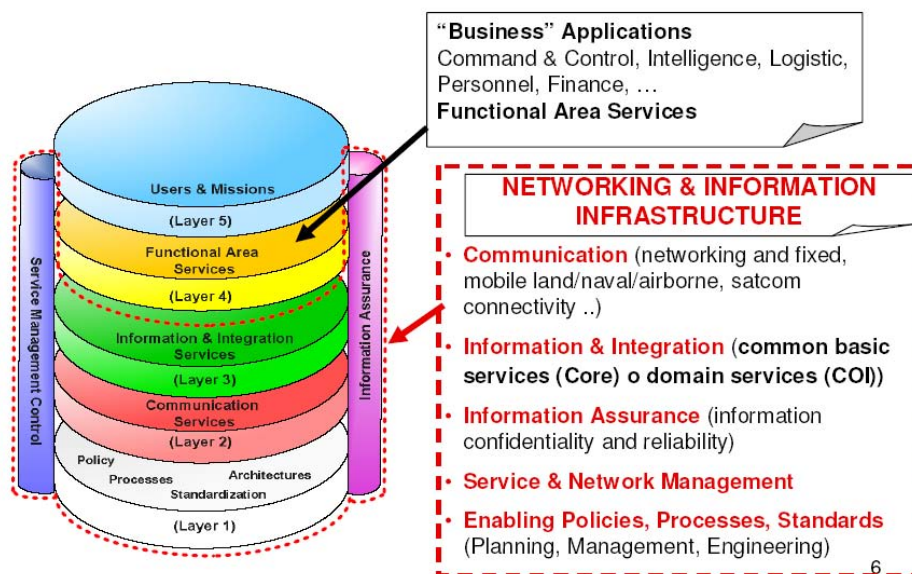 “Business” Applications
Command & Control, Intelligence, Logistic,
Personnel, Finance, …
Functional Area Services
NETWORKING & INFORMATION
INFRASTRUCTURE
• Communication (networking and fixed,
mobile land/naval/airborne, satcom
connectivity ..)
• Information & Integration (common basic
services (Core) o domain services (COI))
• Information Assurance (information
confidentiality and reliability)
• Service & Network Management
• Enabling Policies, Processes, Standards
(Planning, Management, Engineering)
6
Service Management Control
Users & Missions
(Layer 5)
Functional Area
Services
(Layer 4)
Information & Integration
Services
(Layer 3)
Communication
Services
(Layer 2)
Policy
Processes
Architectures
Standardization
(Layer 1)
Information Assurance